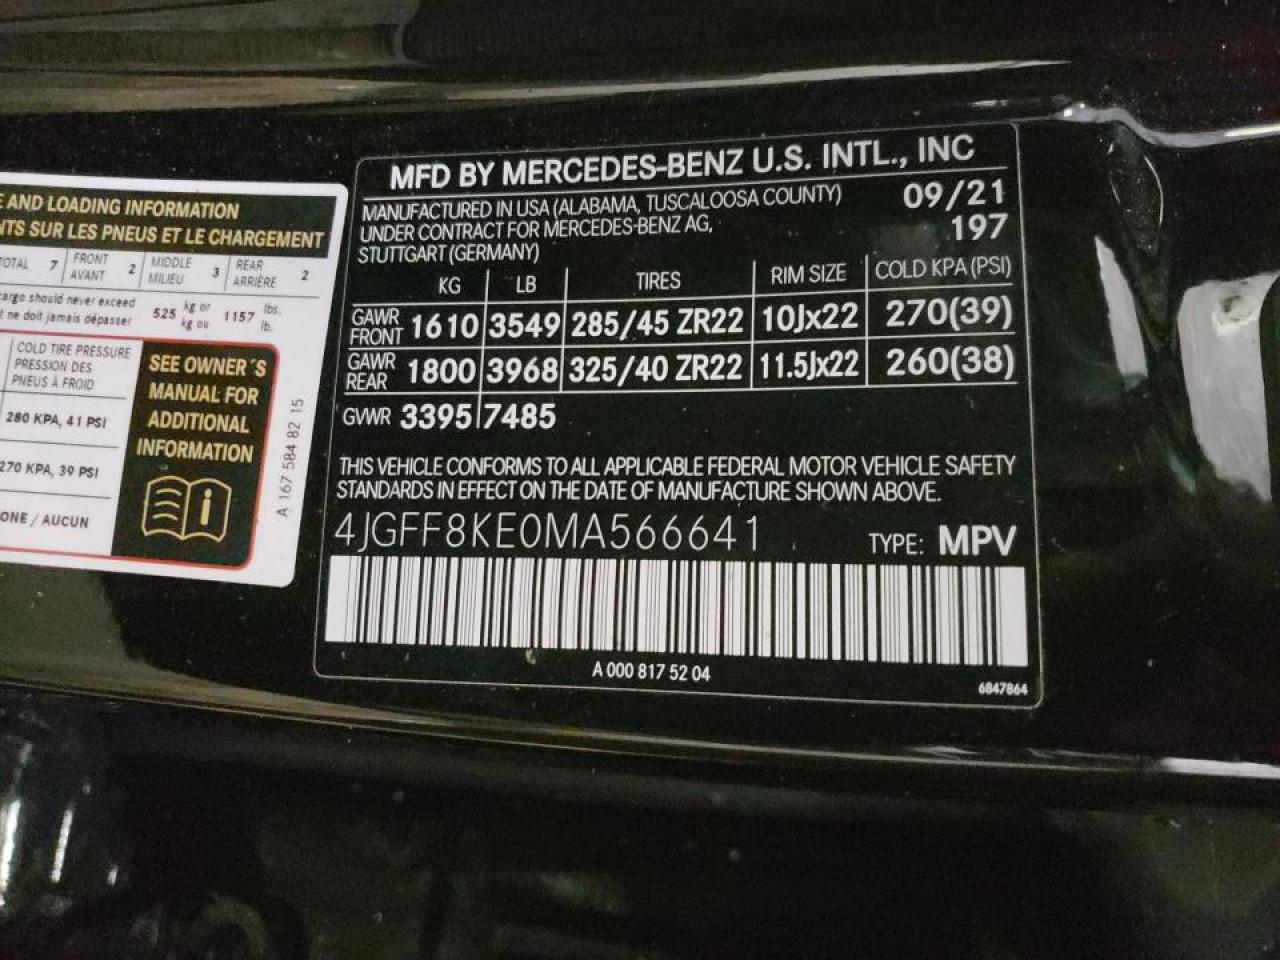 E AND LOADING INFORMATION
NTS SUR LES PNEUS ET LE CHARGEMENT
TOTAL 7 FRONT AVANT 2 MIDDLE MILIEU 3 REAR ARRIÈRE 2
cargo should never exceed
t ne doit jamais dépasser
525 kg or kg ou 1157 lbs. lb.
COLD TIRE PRESSURE
PRESSION DES
PNEUS À FROID
280 KPA, 41 PSI
270 KPA, 39 PSI
ONE / AUCUN
SEE OWNER´S
MANUAL FOR
ADDITIONAL
INFORMATION
A 167 584 82 15
MFD BY MERCEDES-BENZ U.S. INTL., INC
MANUFACTURED IN USA (ALABAMA, TUSCALOOSA COUNTY) 09/21
UNDER CONTRACT FOR MERCEDES-BENZ AG, 197
STUTTGART (GERMANY)
KG LB TIRES RIM SIZE COLD KPA (PSI)
GAWR FRONT 1610 3549 285/45 ZR22 10Jx22 270(39)
GAWR REAR 1800 3968 325/40 ZR22 11.5Jx22 260(38)
GVWR 3395 7485
THIS VEHICLE CONFORMS TO ALL APPLICABLE FEDERAL MOTOR VEHICLE SAFETY
STANDARDS IN EFFECT ON THE DATE OF MANUFACTURE SHOWN ABOVE.
4JGFF8KE0MA566641 TYPE: MPV
A 000 817 52 04
6847864